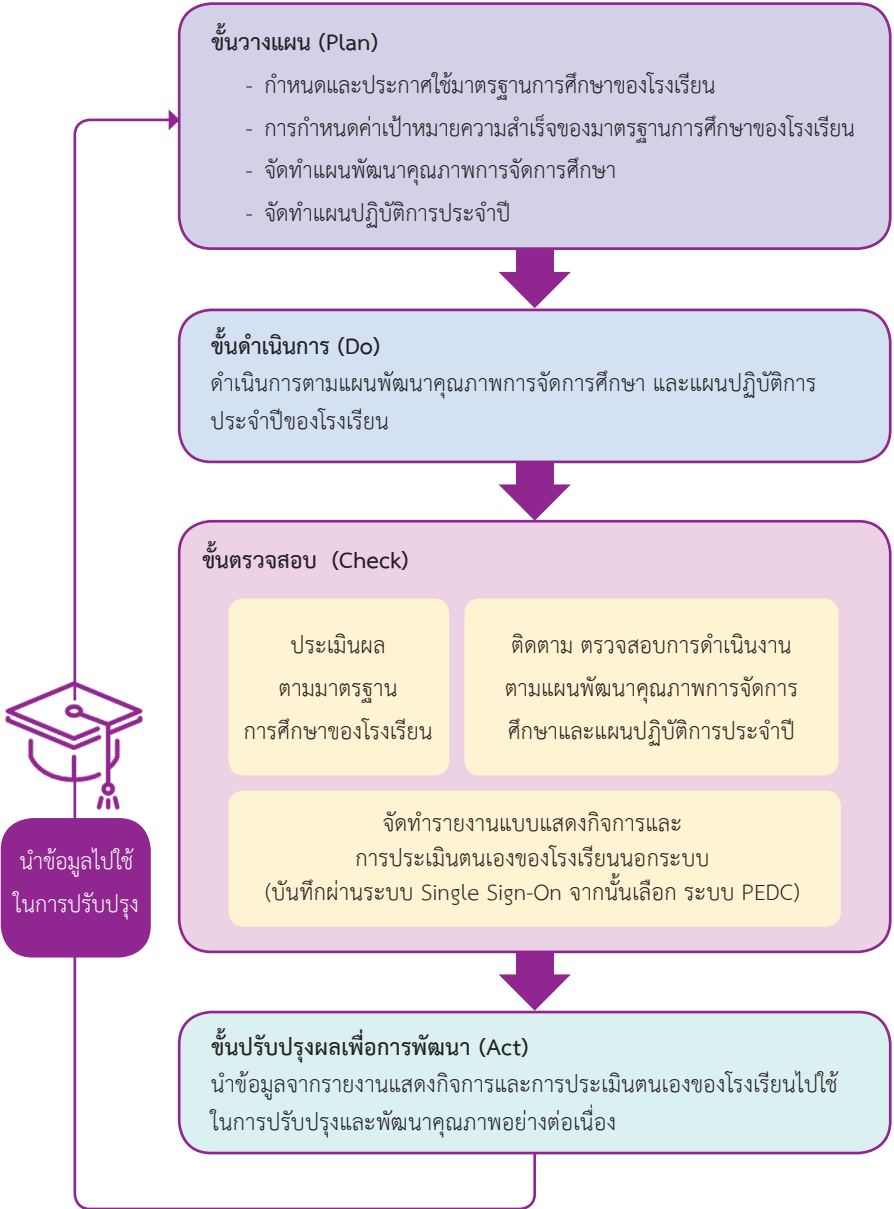 ขั้นวางแผน (Plan)
- กำหนดและประกาศใช้มาตรฐานการศึกษาของโรงเรียน
- การกำหนดค่าเป้าหมายความสำเร็จของมาตรฐานการศึกษาของโรงเรียน
- จัดทำแผนพัฒนาคุณภาพการจัดการศึกษา
- จัดทำแผนปฏิบัติการประจำปี
ขั้นดำเนินการ (Do)
ดำเนินการตามแผนพัฒนาคุณภาพการจัดการศึกษา และแผนปฏิบัติการ
ประจำปีของโรงเรียน
ขั้นตรวจสอบ (Check)
ประเมินผล
ตามมาตรฐาน
การศึกษาของโรงเรียน
ติดตาม ตรวจสอบการดำเนินงาน
ตามแผนพัฒนาคุณภาพการจัดการ
ศึกษาและแผนปฏิบัติการประจำปี
จัดทำรายงานแบบแสดงกิจการและ
การประเมินตนเองของโรงเรียนนอกระบบ
(บันทึกผ่านระบบ Single Sign-On จากนั้นเลือก ระบบ PEDC)
ขั้นปรับปรุงผลเพื่อการพัฒนา (Act)
นำข้อมูลจากรายงานแสดงกิจการและการประเมินตนเองของโรงเรียนไปใช้
ในการปรับปรุงและพัฒนาคุณภาพอย่างต่อเนื่อง
นำข้อมูลไปใช้
ในการปรับปรุง